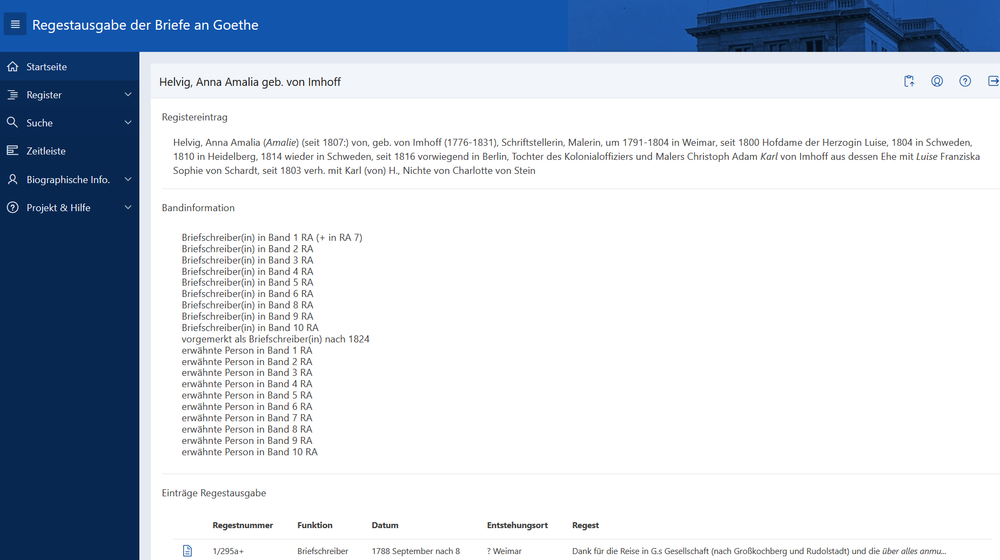 Regestausgabe der Briefe an Goethe
Startseite
Register
Suche
Zeitleiste
Biographische Info.
Projekt & Hilfe
Helvig, Anna Amalia geb. von Imhoff
Registereintrag
Helvig, Anna Amalia (Amalie) (seit 1807:) von, geb. von Imhoff (1776-1831), Schriftstellerin, Malerin, um 1791-1804 in Weimar, seit 1800 Hofdame der Herzogin Luise, 1804 in Schweden,
1810 in Heidelberg, 1814 wieder in Schweden, seit 1816 vorwiegend in Berlin, Tochter des Kolonialoffiziers und Malers Christoph Adam Karl von Imhoff aus dessen Ehe mit Luise Franziska
Sophie von Schardt, seit 1803 verh. mit Karl (von) H., Nichte von Charlotte von Stein
Bandinformation
Briefschreiber(in) in Band 1 RA (+ in RA 7)
Briefschreiber(in) in Band 2 RA
Briefschreiber(in) in Band 3 RA
Briefschreiber(in) in Band 4 RA
Briefschreiber(in) in Band 5 RA
Briefschreiber(in) in Band 6 RA
Briefschreiber(in) in Band 8 RA
Briefschreiber(in) in Band 9 RA
Briefschreiber(in) in Band 10 RA
vorgemerkt als Briefschreiber(in) nach 1824
erwähnte Person in Band 1 RA
erwähnte Person in Band 2 RA
erwähnte Person in Band 3 RA
erwähnte Person in Band 4 RA
erwähnte Person in Band 5 RA
erwähnte Person in Band 6 RA
erwähnte Person in Band 7 RA
erwähnte Person in Band 8 RA
erwähnte Person in Band 9 RA
erwähnte Person in Band 10 RA
Einträge Regestausgabe
Regestnummer Funktion Datum Entstehungsort Regest
1/295a+ Briefschreiber 1788 September nach 8 ? Weimar Dank für die Reise in G.s Gesellschaft (nach Großkochberg und Rudolstadt) und die über alles anmu...